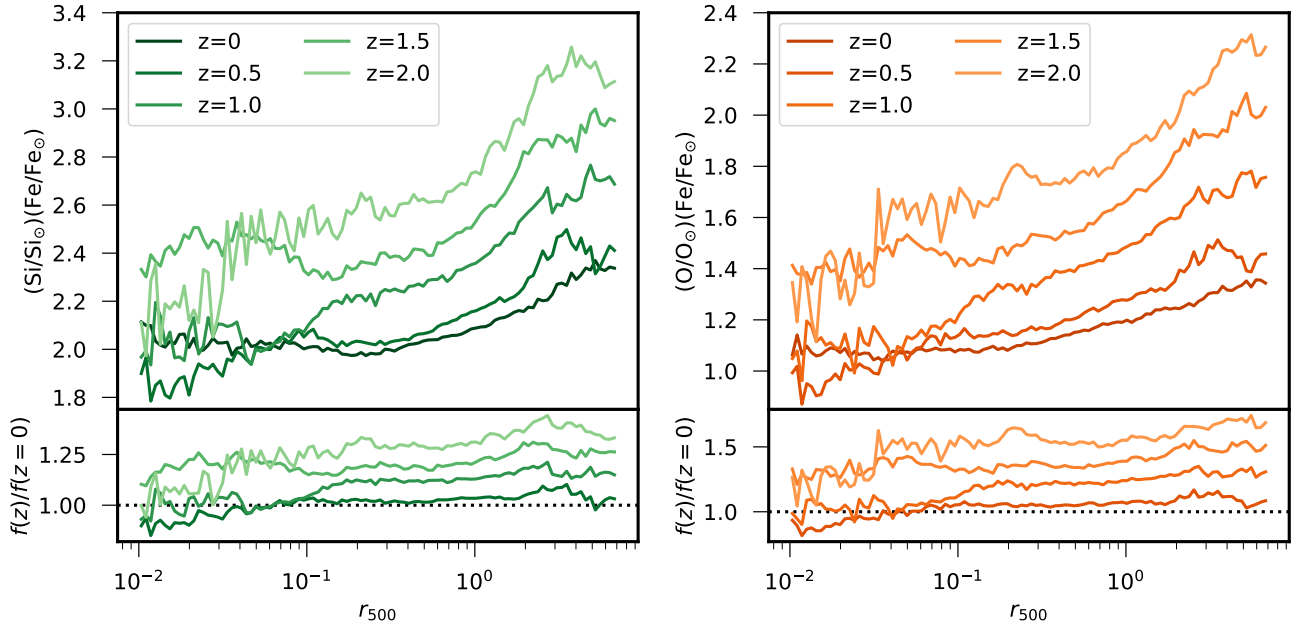 3.4
3.2
3.0
2.8
2.6
2.4
2.2
2.0
1.8
(Si/Si⊙)(Fe/Fe⊙)
z=0
z=0.5
z=1.0
z=1.5
z=2.0
1.25
1.00
f(z)/f(z = 0)
10⁻²
10⁻¹
10⁰
r₅₀₀
2.4
2.2
2.0
1.8
1.6
1.4
1.2
1.0
(O/O⊙)(Fe/Fe⊙)
z=0
z=0.5
z=1.0
z=1.5
z=2.0
1.5
1.0
f(z)/f(z = 0)
10⁻²
10⁻¹
10⁰
r₅₀₀